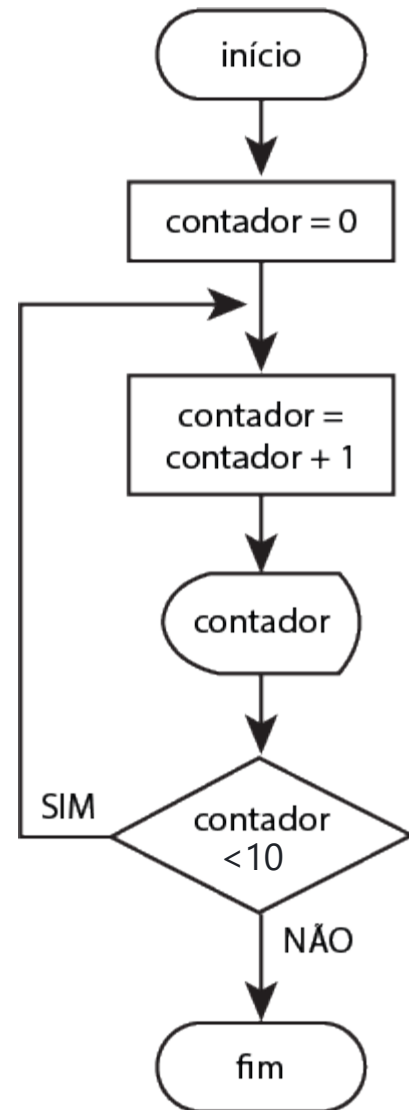 início
contador = 0
contador =
contador + 1
contador
SIM
contador
<10
NÃO
fim